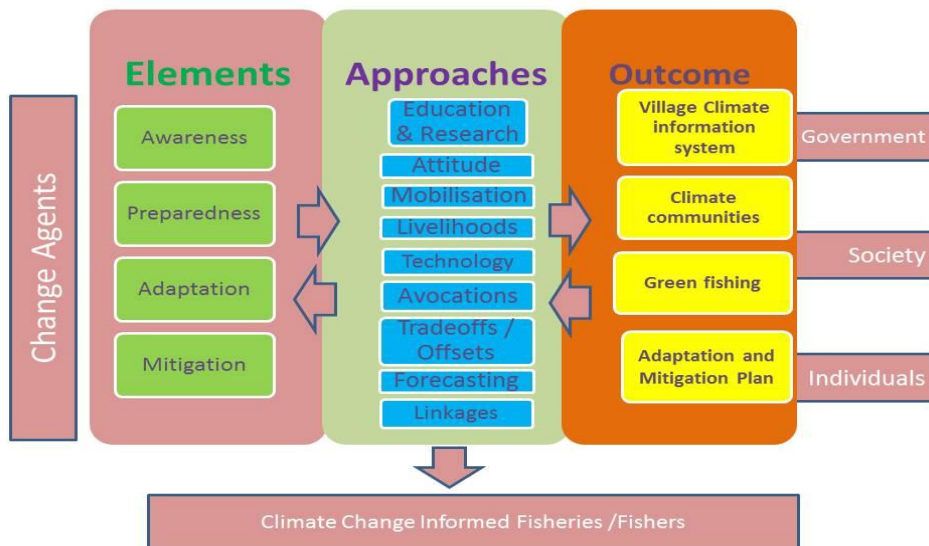 Change Agents
Elements
Awareness
Preparedness
Adaptation
Mitigation
Approaches
Education
& Research
Attitude
Mobilisation
Livelihoods
Technology
Avocations
Tradeoffs /
Offsets
Forecasting
Linkages
Outcome
Village Climate
information
system
Climate
communities
Green fishing
Adaptation and
Mitigation Plan
Government
Society
Individuals
Climate Change Informed Fisheries /Fishers